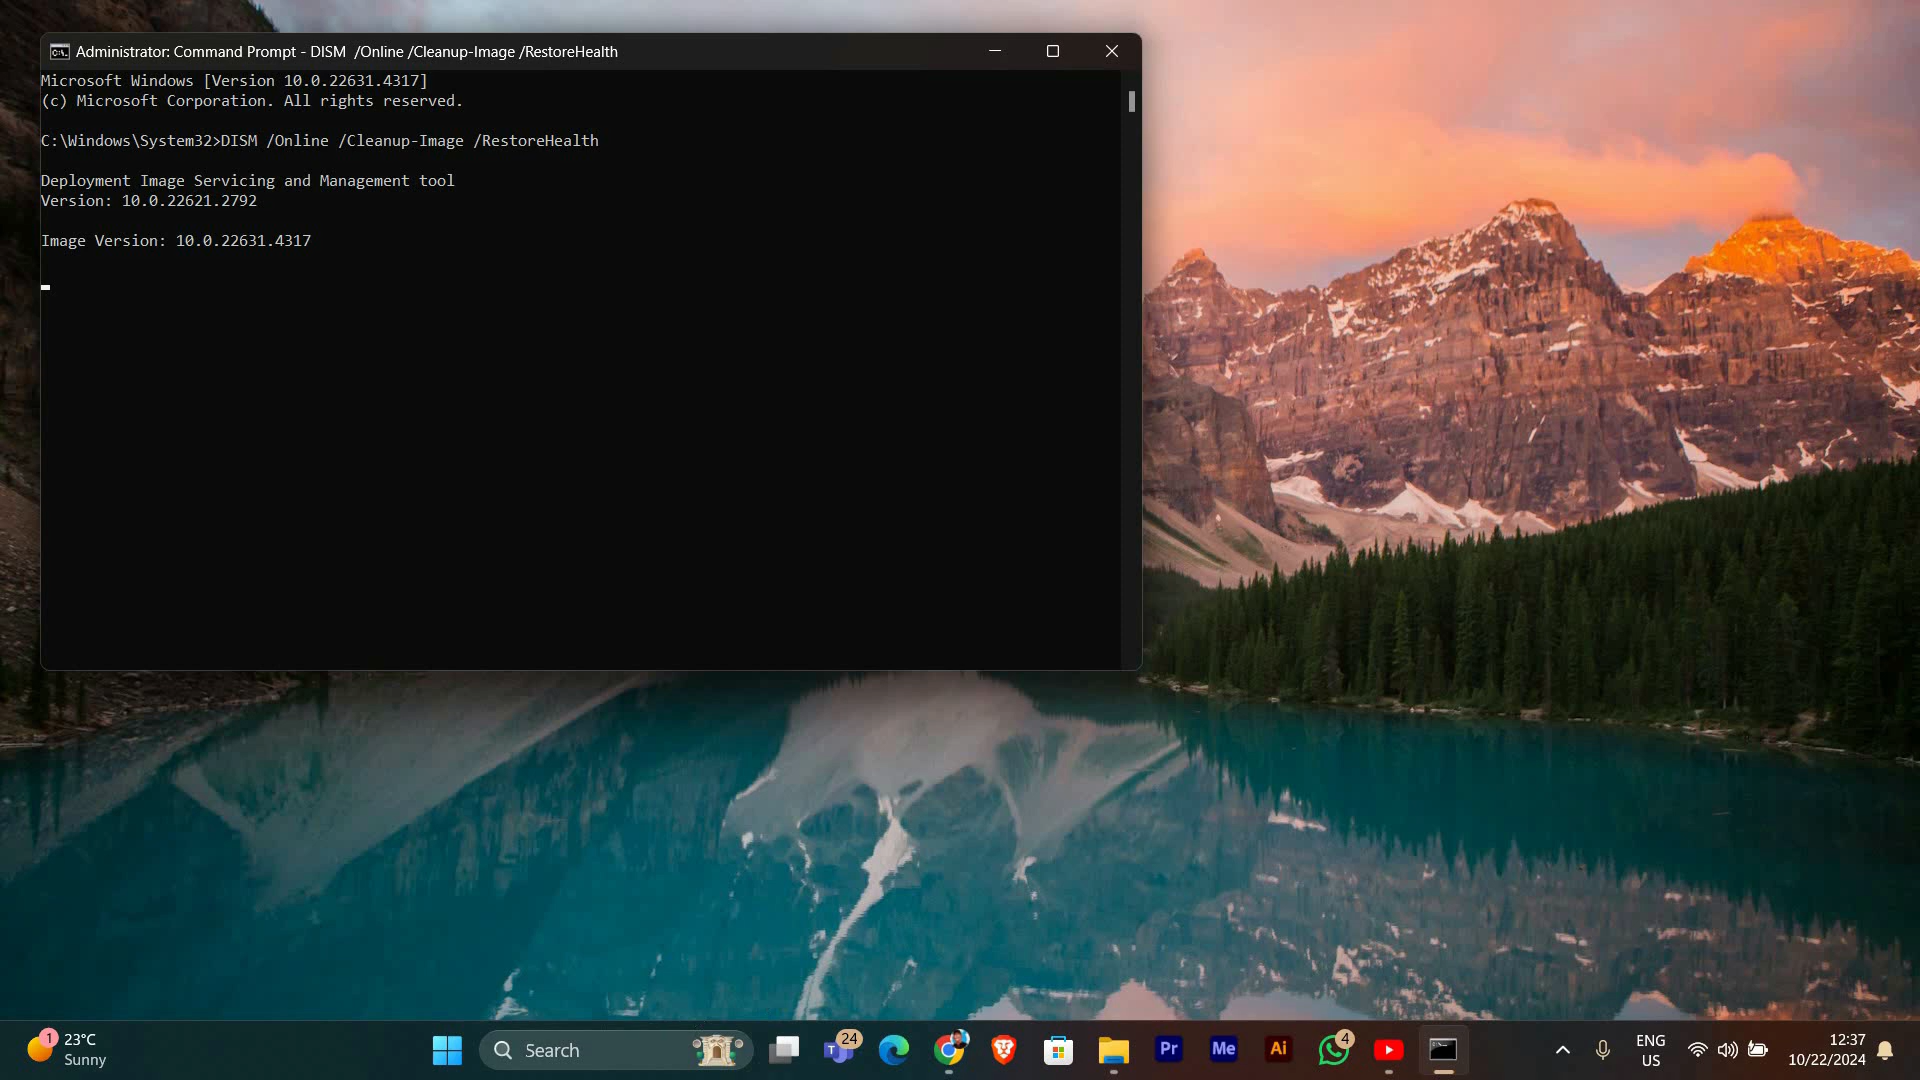 Administrator: Command Prompt - DISM  /Online /Cleanup-Image /RestoreHealth
Microsoft Windows [Version 10.0.22631.4317]
(c) Microsoft Corporation. All rights reserved.
C:\Windows\System32>DISM /Online /Cleanup-Image /RestoreHealth
Deployment Image Servicing and Management tool
Version: 10.0.22621.2792
Image Version: 10.0.22631.4317
1
23°C
Sunny
Search
24
T
Pr
Me
Ai
4
ENG
US
12:37
10/22/2024